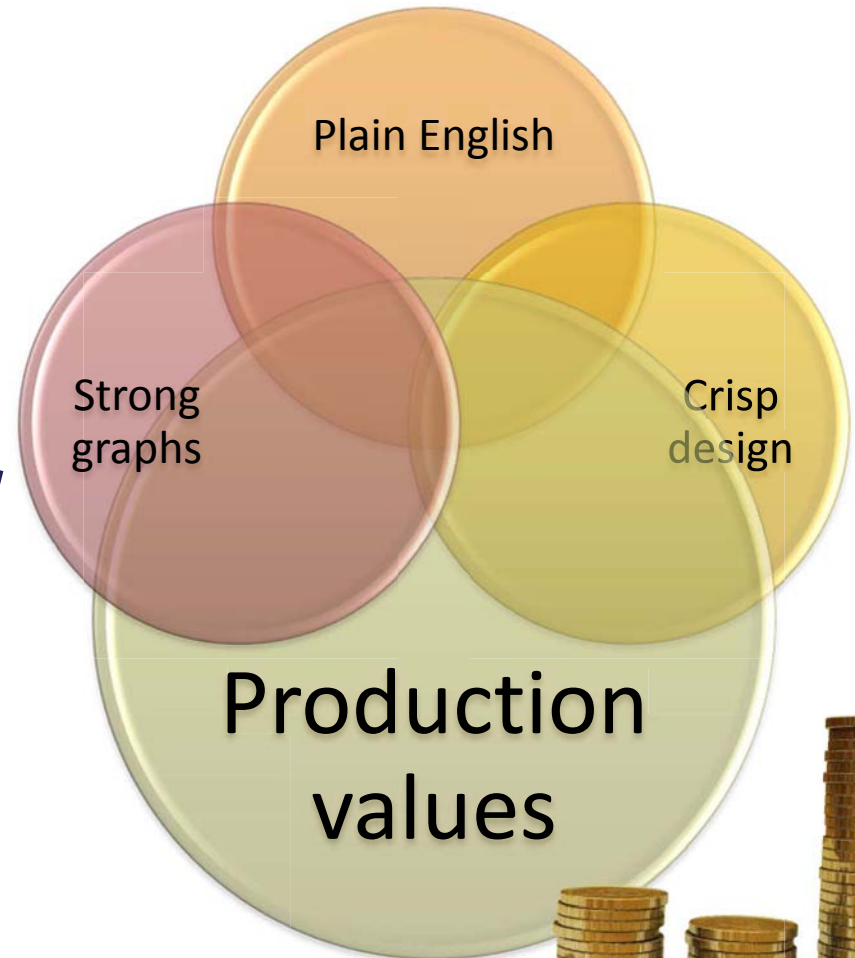 Plain English
Strong
graphs
Crisp
design
Production
values